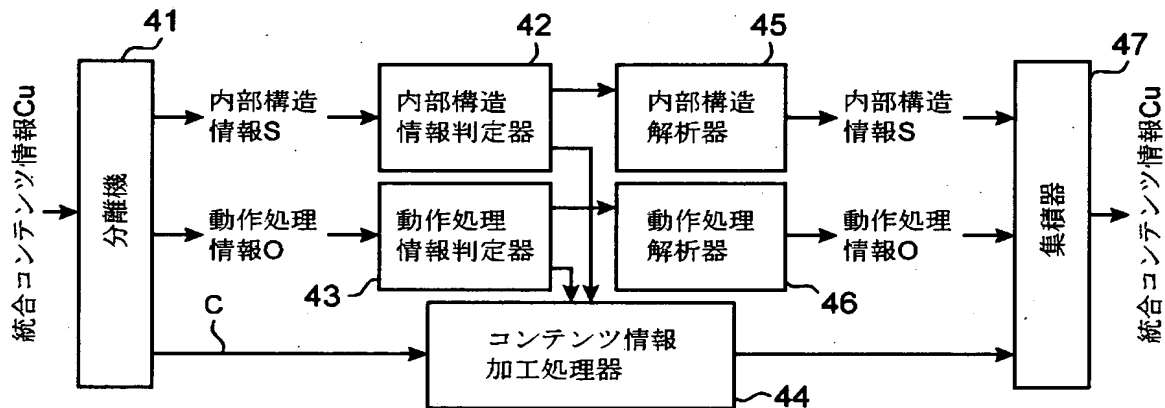 統合コンテンツ情報Cu
41
分離機
内部構造
情報S
動作処理
情報O
C
42
内部構造
情報判定器
動作処理
情報判定器
43
コンテンツ情報
加工処理器
44
45
内部構造
解析器
動作処理
解析器
46
内部構造
情報S
動作処理
情報O
47
集積器
統合コンテンツ情報Cu